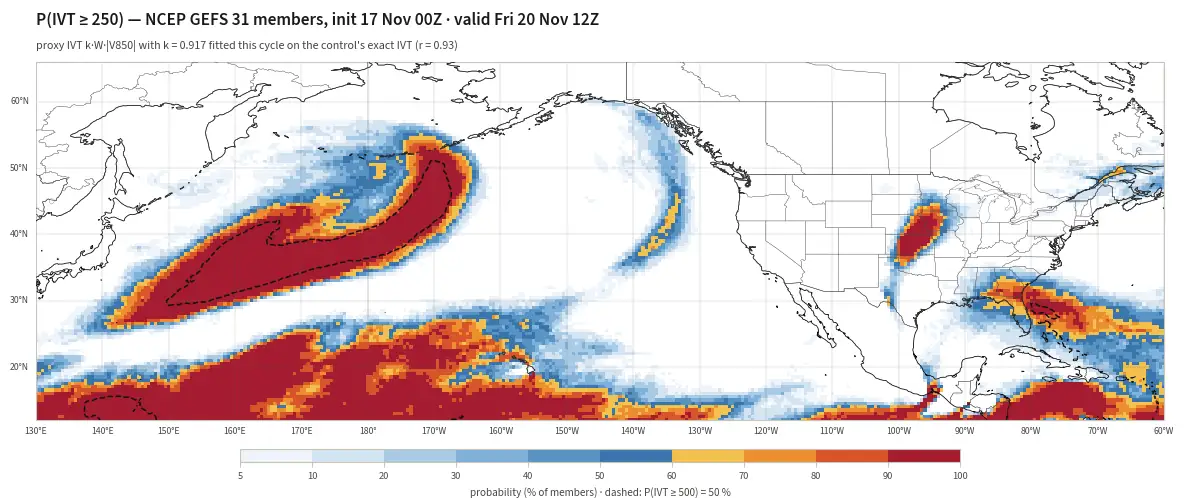 P(IVT ≥ 250) — NCEP GEFS 31 members, init 17 Nov 00Z · valid Fri 20 Nov 12Z
proxy IVT k·W·|V850| with k = 0.917 fitted this cycle on the control's exact IVT (r = 0.93)
60°N
50°N
40°N
30°N
20°N
130°E 140°E 150°E 160°E 170°E 180° 170°W 160°W 150°W 140°W 130°W 120°W 110°W 100°W 90°W 80°W 70°W 60°W
5 10 20 30 40 50 60 70 80 90 100
probability (% of members) · dashed: P(IVT ≥ 500) = 50 %